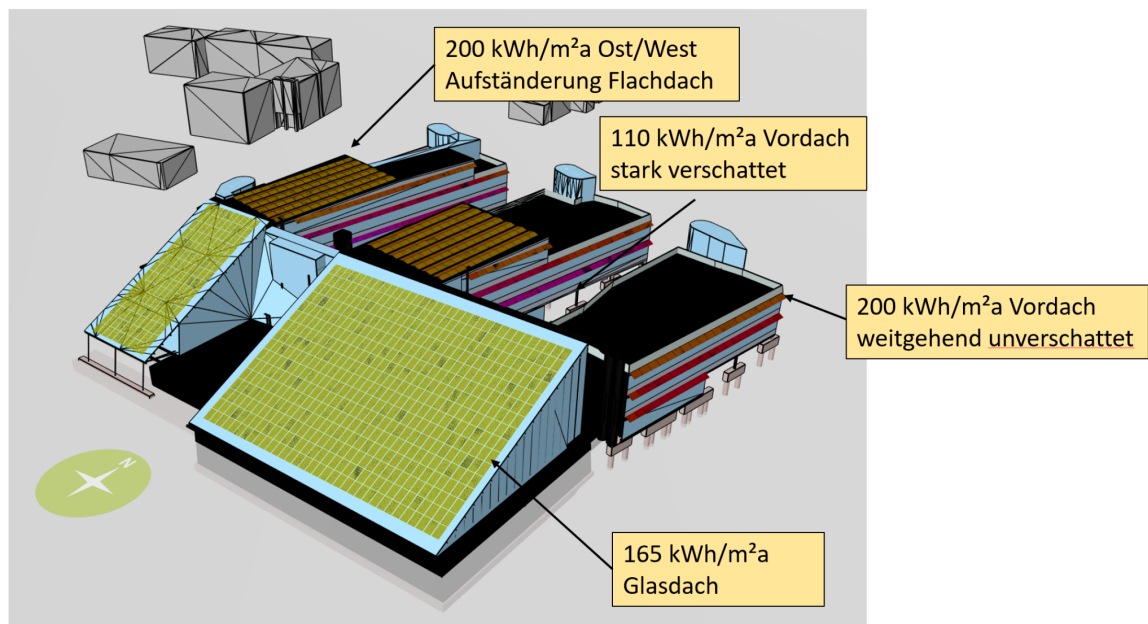 200 kWh/m²a Ost/West
Aufständerung Flachdach
110 kWh/m²a Vordach
stark verschattet
200 kWh/m²a Vordach
weitgehend unverschattet
N
165 kWh/m²a
Glasdach